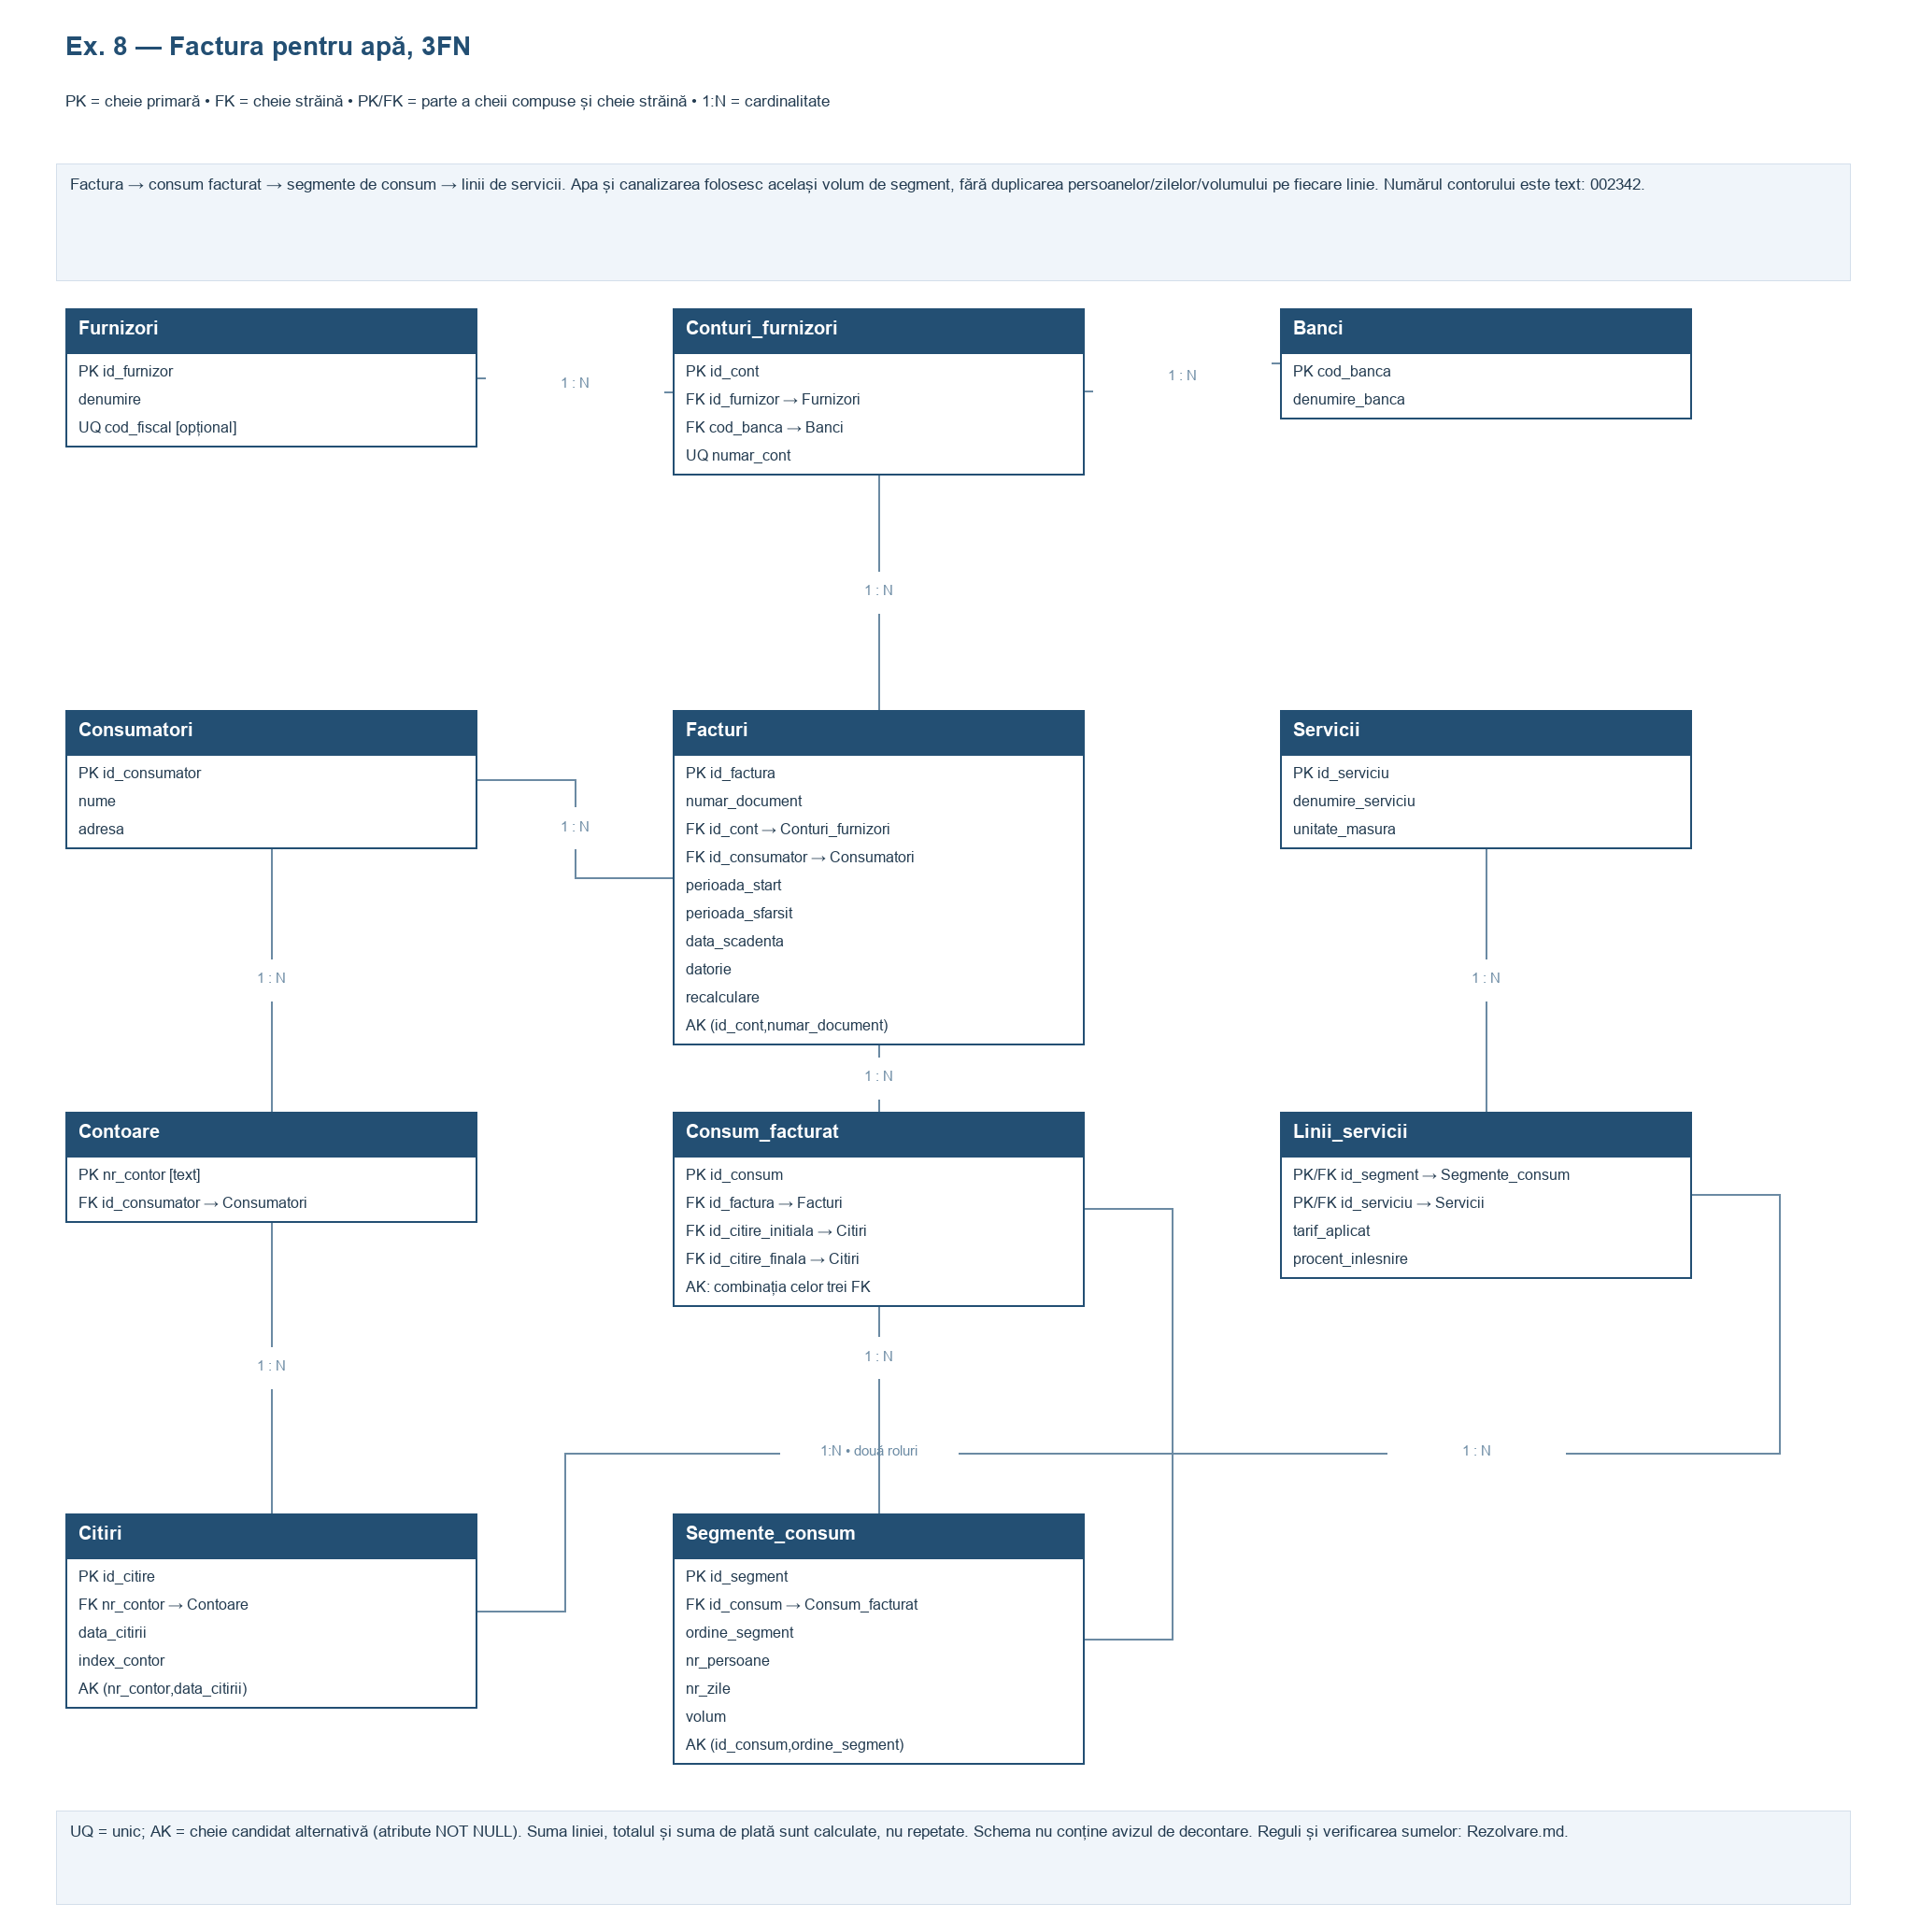 Ex. 8 — Factura pentru apă, 3FN
PK = cheie primară • FK = cheie străină • PK/FK = parte a cheii compuse și cheie străină • 1:N = cardinalitate
Factura → consum facturat → segmente de consum → linii de servicii. Apa și canalizarea folosesc același volum de segment, fără duplicarea persoanelor/zilelor/volumului pe fiecare linie. Numărul contorului este text: 002342.
Furnizori
PK id_furnizor
denumire
UQ cod_fiscal [opțional]
1 : N
Conturi_furnizori
PK id_cont
FK id_furnizor → Furnizori
FK cod_banca → Banci
UQ numar_cont
1 : N
Banci
PK cod_banca
denumire_banca
1 : N
Consumatori
PK id_consumator
nume
adresa
1 : N
Facturi
PK id_factura
numar_document
FK id_cont → Conturi_furnizori
FK id_consumator → Consumatori
perioada_start
perioada_sfarsit
data_scadenta
datorie
recalculare
AK (id_cont,numar_document)
Servicii
PK id_serviciu
denumire_serviciu
unitate_masura
1 : N
1 : N
1 : N
Contoare
PK nr_contor [text]
FK id_consumator → Consumatori
Consum_facturat
PK id_consum
FK id_factura → Facturi
FK id_citire_initiala → Citiri
FK id_citire_finala → Citiri
AK: combinația celor trei FK
Linii_servicii
PK/FK id_segment → Segmente_consum
PK/FK id_serviciu → Servicii
tarif_aplicat
procent_inlesnire
1 : N
1 : N
1:N • două roluri
1 : N
Citiri
PK id_citire
FK nr_contor → Contoare
data_citirii
index_contor
AK (nr_contor,data_citirii)
Segmente_consum
PK id_segment
FK id_consum → Consum_facturat
ordine_segment
nr_persoane
nr_zile
volum
AK (id_consum,ordine_segment)
UQ = unic; AK = cheie candidat alternativă (atribute NOT NULL). Suma liniei, totalul și suma de plată sunt calculate, nu repetate. Schema nu conține avizul de decontare. Reguli și verificarea sumelor: Rezolvare.md.